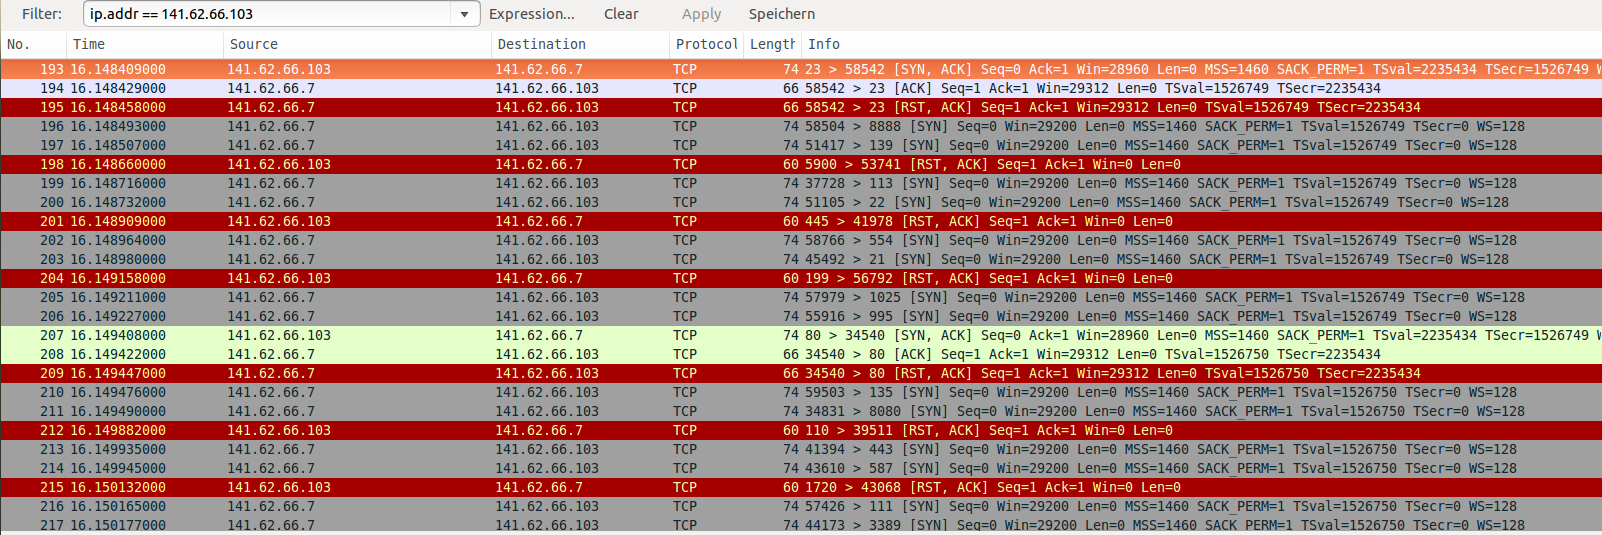 Filter: ip.addr == 141.62.66.103 Expression... Clear Apply Speichern
No. Time Source Destination Protocol Length Info
193 16.148409000 141.62.66.103 141.62.66.7 TCP 74 23 > 58542 [SYN, ACK] Seq=0 Ack=1 Win=28960 Len=0 MSS=1460 SACK_PERM=1 TSval=2235434 TSecr=1526749 W
194 16.148429000 141.62.66.7 141.62.66.103 TCP 66 58542 > 23 [ACK] Seq=1 Ack=1 Win=29312 Len=0 TSval=1526749 TSecr=2235434
195 16.148458000 141.62.66.7 141.62.66.103 TCP 66 58542 > 23 [RST, ACK] Seq=1 Ack=1 Win=29312 Len=0 TSval=1526749 TSecr=2235434
196 16.148493000 141.62.66.7 141.62.66.103 TCP 74 58504 > 8888 [SYN] Seq=0 Win=29200 Len=0 MSS=1460 SACK_PERM=1 TSval=1526749 TSecr=0 WS=128
197 16.148507000 141.62.66.7 141.62.66.103 TCP 74 51417 > 139 [SYN] Seq=0 Win=29200 Len=0 MSS=1460 SACK_PERM=1 TSval=1526749 TSecr=0 WS=128
198 16.148660000 141.62.66.103 141.62.66.7 TCP 60 5900 > 53741 [RST, ACK] Seq=1 Ack=1 Win=0 Len=0
199 16.148716000 141.62.66.7 141.62.66.103 TCP 74 37728 > 113 [SYN] Seq=0 Win=29200 Len=0 MSS=1460 SACK_PERM=1 TSval=1526749 TSecr=0 WS=128
200 16.148732000 141.62.66.7 141.62.66.103 TCP 74 51105 > 22 [SYN] Seq=0 Win=29200 Len=0 MSS=1460 SACK_PERM=1 TSval=1526749 TSecr=0 WS=128
201 16.148909000 141.62.66.103 141.62.66.7 TCP 60 445 > 41978 [RST, ACK] Seq=1 Ack=1 Win=0 Len=0
202 16.148964000 141.62.66.7 141.62.66.103 TCP 74 58766 > 554 [SYN] Seq=0 Win=29200 Len=0 MSS=1460 SACK_PERM=1 TSval=1526749 TSecr=0 WS=128
203 16.148980000 141.62.66.7 141.62.66.103 TCP 74 45492 > 21 [SYN] Seq=0 Win=29200 Len=0 MSS=1460 SACK_PERM=1 TSval=1526749 TSecr=0 WS=128
204 16.149158000 141.62.66.103 141.62.66.7 TCP 60 199 > 56792 [RST, ACK] Seq=1 Ack=1 Win=0 Len=0
205 16.149211000 141.62.66.7 141.62.66.103 TCP 74 57979 > 1025 [SYN] Seq=0 Win=29200 Len=0 MSS=1460 SACK_PERM=1 TSval=1526749 TSecr=0 WS=128
206 16.149227000 141.62.66.7 141.62.66.103 TCP 74 55916 > 995 [SYN] Seq=0 Win=29200 Len=0 MSS=1460 SACK_PERM=1 TSval=1526749 TSecr=0 WS=128
207 16.149408000 141.62.66.103 141.62.66.7 TCP 74 80 > 34540 [SYN, ACK] Seq=0 Ack=1 Win=28960 Len=0 MSS=1460 SACK_PERM=1 TSval=2235434 TSecr=1526749 W
208 16.149422000 141.62.66.7 141.62.66.103 TCP 66 34540 > 80 [ACK] Seq=1 Ack=1 Win=29312 Len=0 TSval=1526750 TSecr=2235434
209 16.149447000 141.62.66.7 141.62.66.103 TCP 66 34540 > 80 [RST, ACK] Seq=1 Ack=1 Win=29312 Len=0 TSval=1526750 TSecr=2235434
210 16.149476000 141.62.66.7 141.62.66.103 TCP 74 59503 > 135 [SYN] Seq=0 Win=29200 Len=0 MSS=1460 SACK_PERM=1 TSval=1526750 TSecr=0 WS=128
211 16.149490000 141.62.66.7 141.62.66.103 TCP 74 34831 > 8080 [SYN] Seq=0 Win=29200 Len=0 MSS=1460 SACK_PERM=1 TSval=1526750 TSecr=0 WS=128
212 16.149882000 141.62.66.103 141.62.66.7 TCP 60 110 > 39511 [RST, ACK] Seq=1 Ack=1 Win=0 Len=0
213 16.149935000 141.62.66.7 141.62.66.103 TCP 74 41394 > 443 [SYN] Seq=0 Win=29200 Len=0 MSS=1460 SACK_PERM=1 TSval=1526750 TSecr=0 WS=128
214 16.149945000 141.62.66.7 141.62.66.103 TCP 74 43610 > 587 [SYN] Seq=0 Win=29200 Len=0 MSS=1460 SACK_PERM=1 TSval=1526750 TSecr=0 WS=128
215 16.150132000 141.62.66.103 141.62.66.7 TCP 60 1720 > 43068 [RST, ACK] Seq=1 Ack=1 Win=0 Len=0
216 16.150165000 141.62.66.7 141.62.66.103 TCP 74 57426 > 111 [SYN] Seq=0 Win=29200 Len=0 MSS=1460 SACK_PERM=1 TSval=1526750 TSecr=0 WS=128
217 16.150177000 141.62.66.7 141.62.66.103 TCP 74 44173 > 3389 [SYN] Seq=0 Win=29200 Len=0 MSS=1460 SACK_PERM=1 TSval=1526750 TSecr=0 WS=128